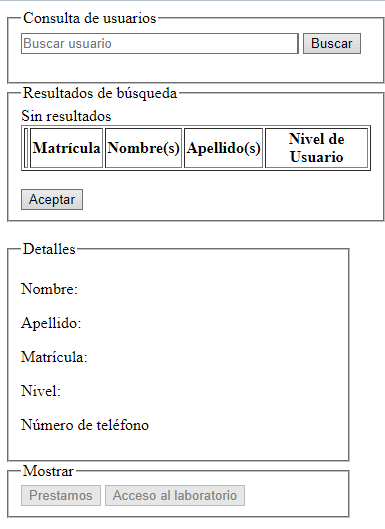 Consulta de usuarios
Buscar usuario Buscar
Resultados de búsqueda
Sin resultados
Matrícula Nombre(s) Apellido(s) Nivel de
Usuario
Aceptar
Detalles
Nombre:
Apellido:
Matrícula:
Nivel:
Número de teléfono
Mostrar
Prestamos Acceso al laboratorio